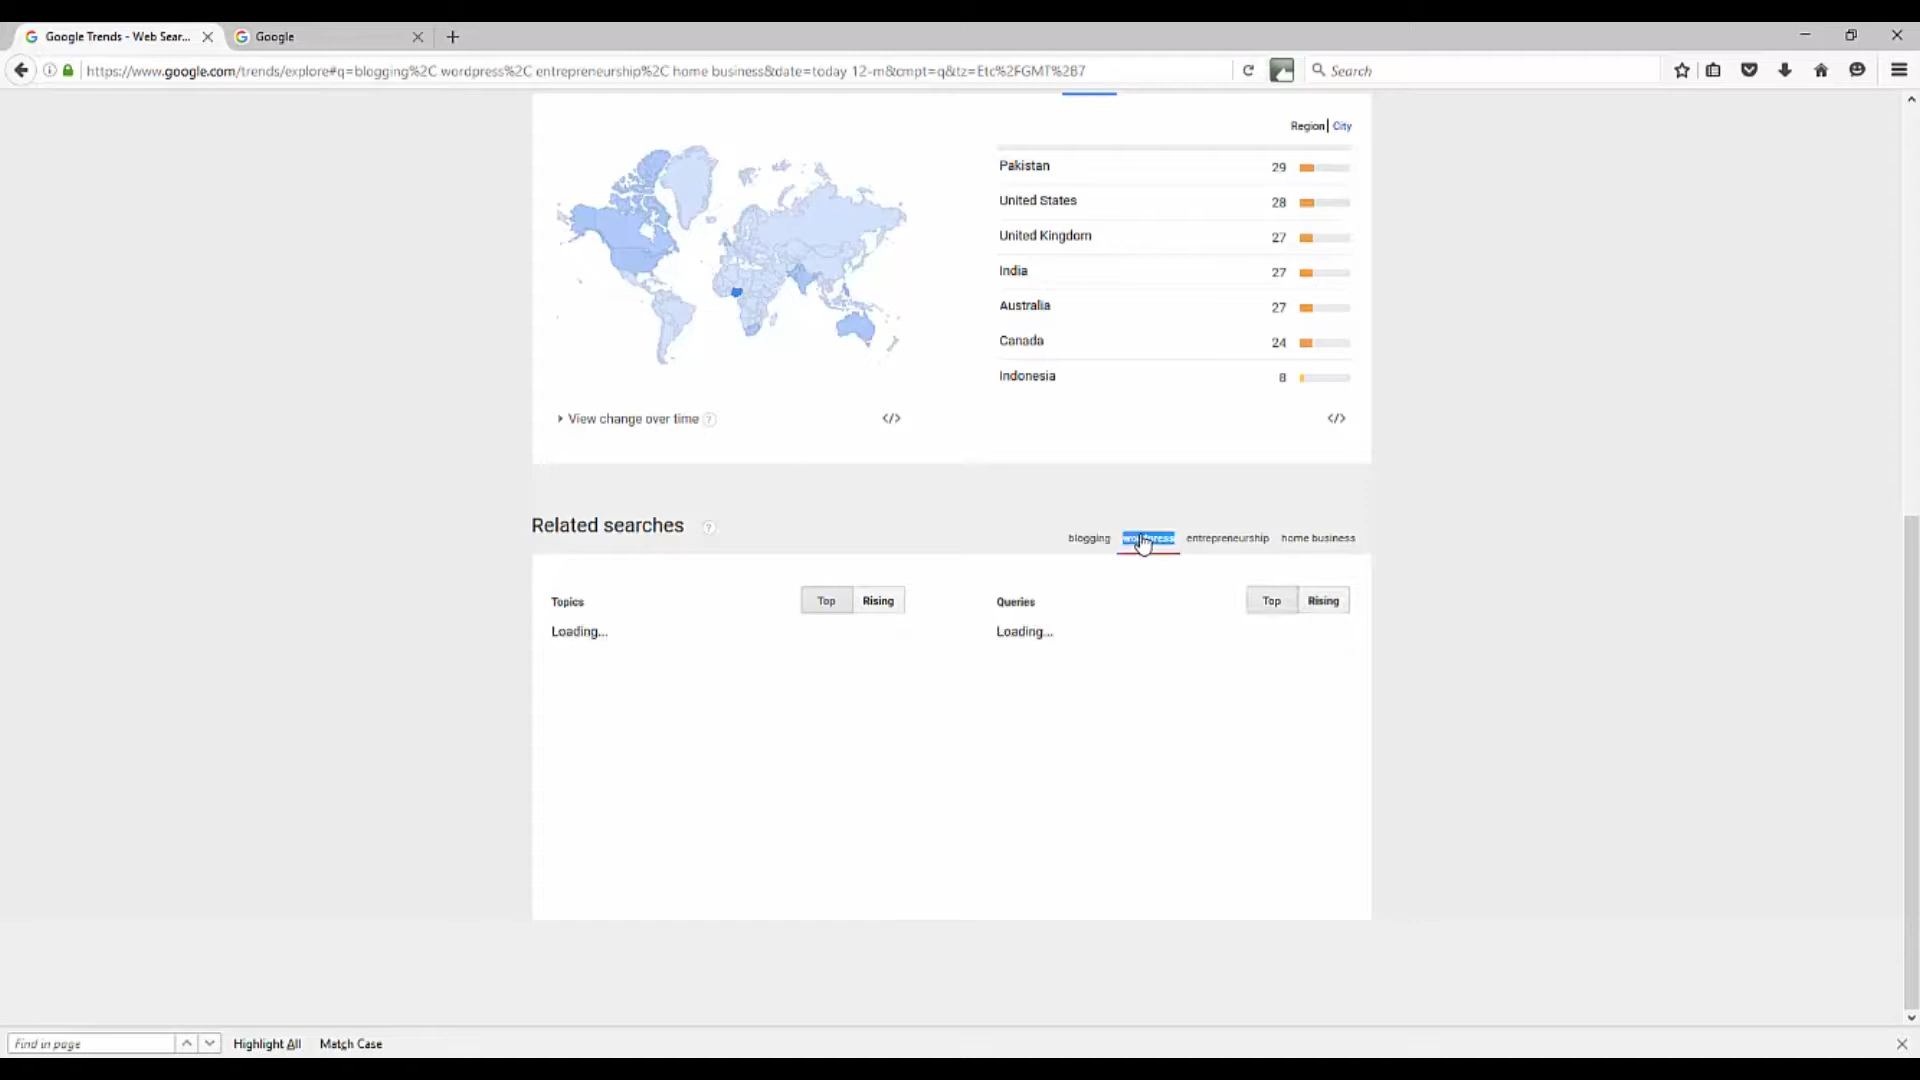 Google Trends - Web Sear...
Google
https://www.google.com/trends/explore#q=blogging%2C wordpress%2C entrepreneurship%2C home business&date=today 12-m&cmpt=q&tz=Etc%2FGMT%2B7
Search
Region | City
Pakistan 29
United States 28
United Kingdom 27
India 27
Australia 27
Canada 24
Indonesia 8
View change over time ? </> </>
Related searches ?
blogging wordpress entrepreneurship home business
Topics Top Rising Queries Top Rising
Loading... Loading...
Find in page Highlight All Match Case